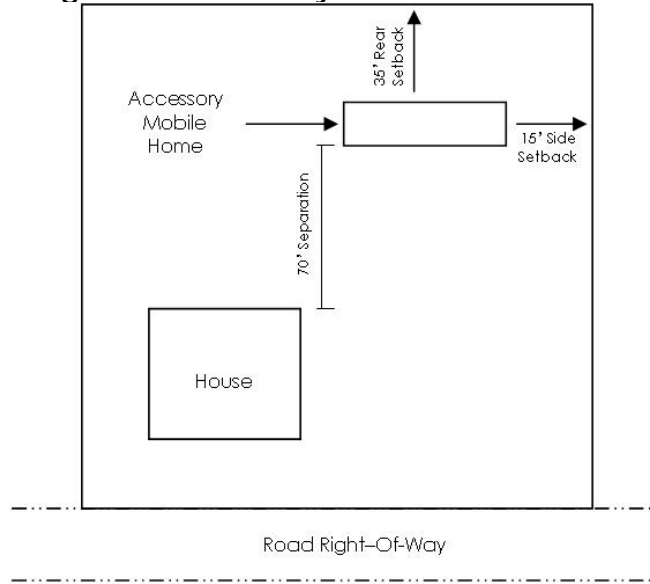 35' Rear
Setback
Accessory
Mobile
Home
15' Side
Setback
70' Separation
House
Road Right–Of-Way